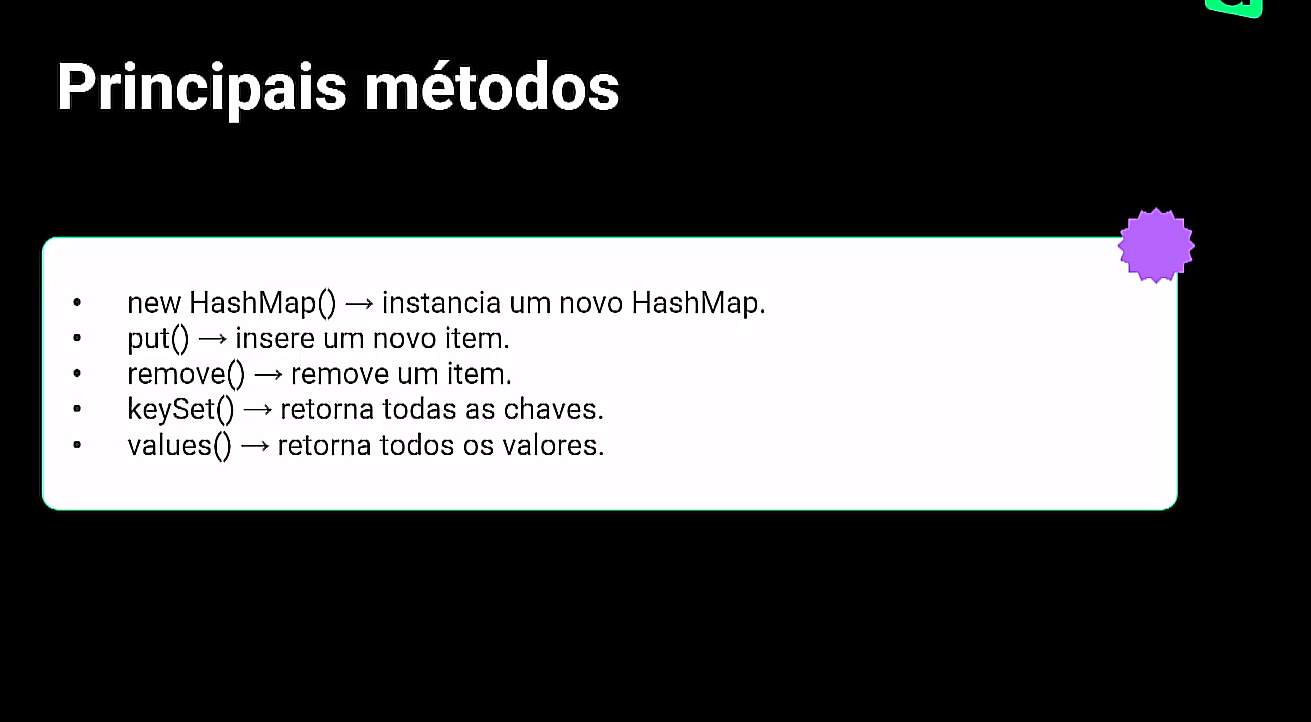 Principais métodos
• new HashMap() → instancia um novo HashMap.
• put() → insere um novo item.
• remove() → remove um item.
• keySet() → retorna todas as chaves.
• values() → retorna todos os valores.